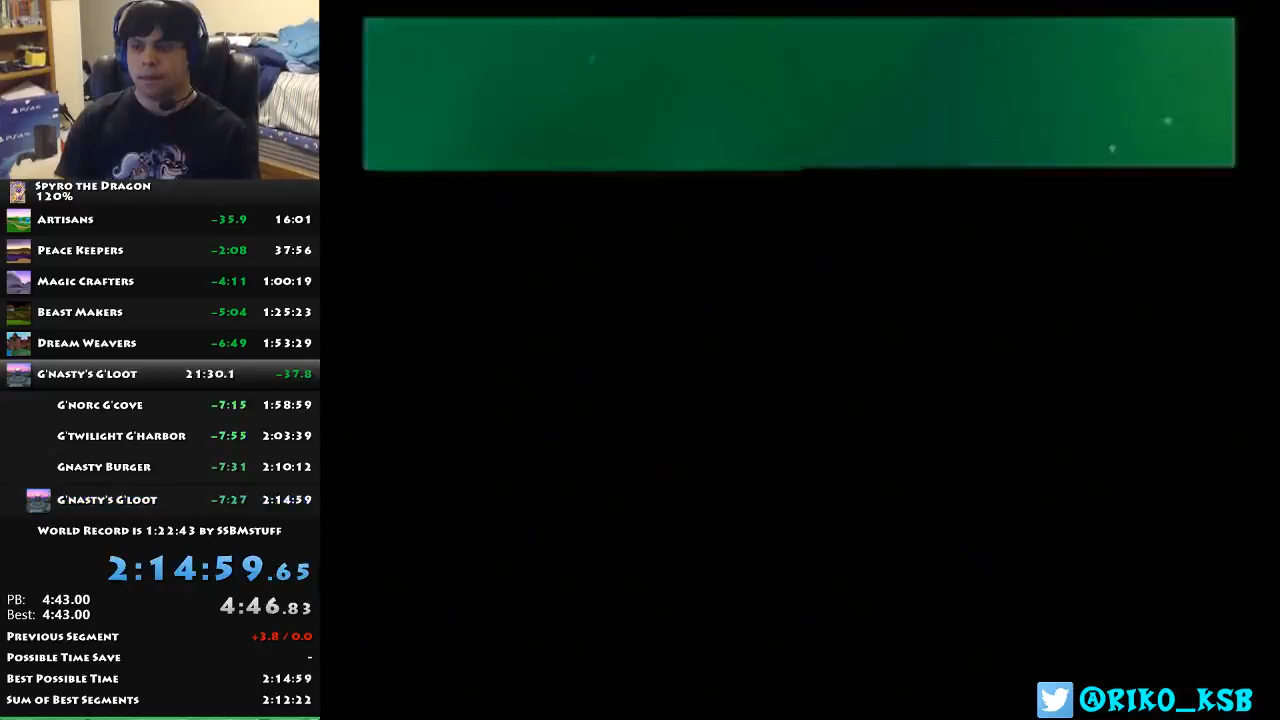 SPYRO THE DRAGON
120%
ARTISANS -35.9 16:01
PEACE KEEPERS -2:08 37:56
MAGIC CRAFTERS -4:11 1:00:19
BEAST MAKERS -5:04 1:25:23
DREAM WEAVERS -6:49 1:53:29
G'NASTY'S G'LOOT 21:30.1 -37.8
G'NORC G'COVE -7:15 1:58:59
G'TWILIGHT G'HARBOR -7:55 2:03:39
GNASTY BURGER -7:31 2:10:12
G'NASTY'S G'LOOT -7:27 2:14:59
WORLD RECORD IS 1:22:43 BY SSBMSTUFF
2:14:59.65
PB: 4:43.00
Best: 4:43.00
4:46.83
PREVIOUS SEGMENT +3.8 / 0.0
POSSIBLE TIME SAVE -
BEST POSSIBLE TIME 2:14:59
SUM OF BEST SEGMENTS 2:12:22
@RIKO_KSB